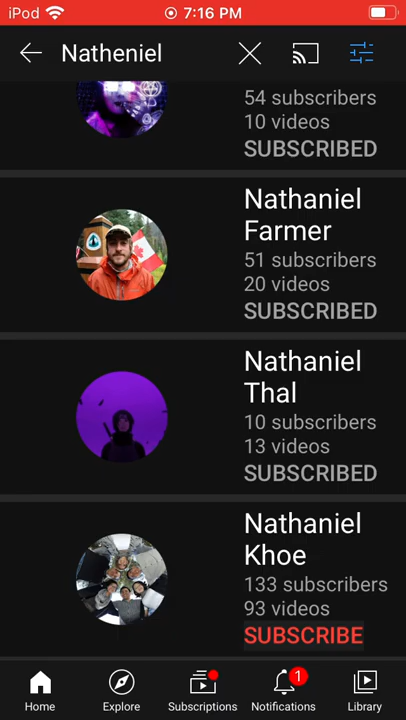 iPod 7:16 PM
Natheniel
54 subscribers
10 videos
SUBSCRIBED
Nathaniel
Farmer
51 subscribers
20 videos
SUBSCRIBED
Nathaniel
Thal
10 subscribers
13 videos
SUBSCRIBED
Nathaniel
Khoe
133 subscribers
93 videos
SUBSCRIBE
1
Home Explore Subscriptions Notifications Library